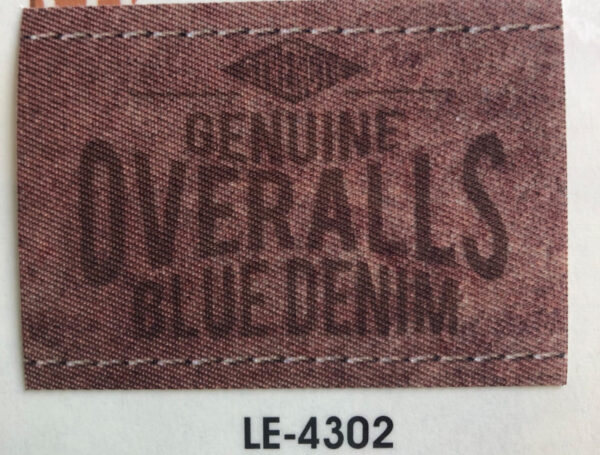 GENUINE
OVERALLS
BLUE DENIM
LE-4302